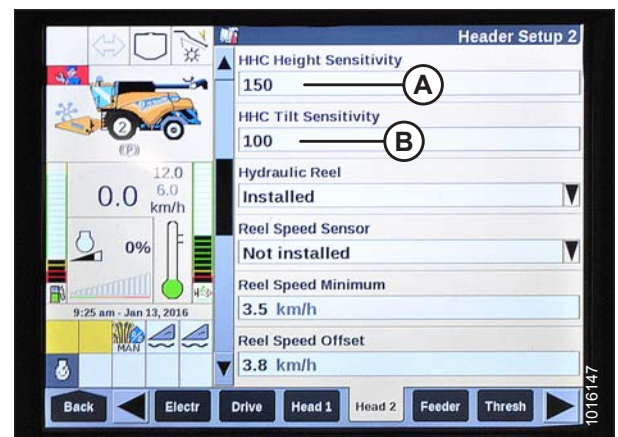 Header Setup 2
HHC Height Sensitivity
150
A
HHC Tilt Sensitivity
100
B
Hydraulic Reel
Installed
Reel Speed Sensor
Not installed
Reel Speed Minimum
3.5 km/h
Reel Speed Offset
3.8 km/h
2
(P)
12.0
0.0 6.0
km/h
0%
9:25 am - Jan 13, 2016
MAN
Back
Electr
Drive
Head 1
Head 2
Feeder
Thresh
1016147